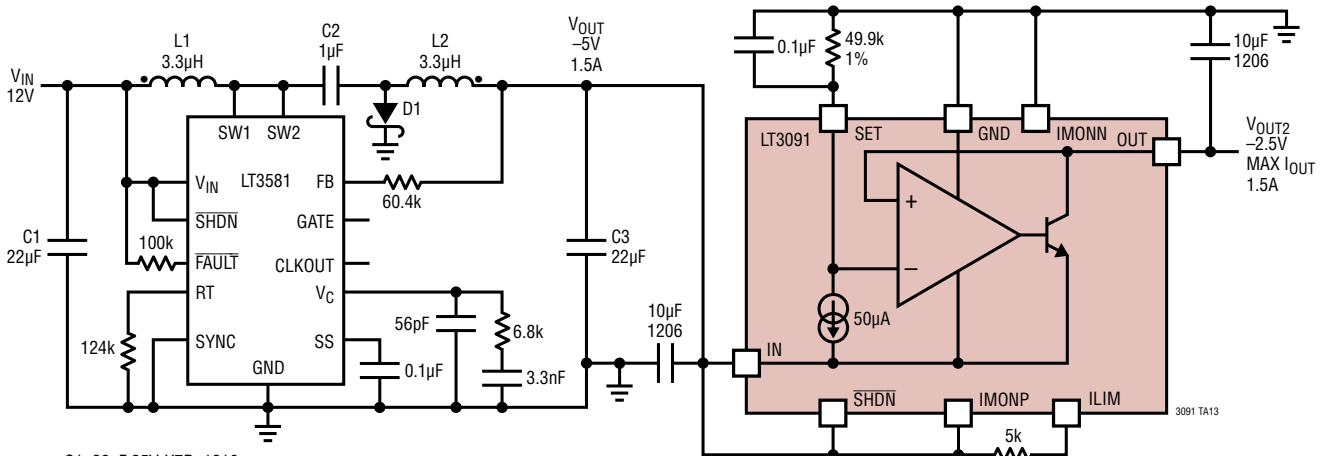 VIN
12V
L1
3.3µH
C2
1µF
L2
3.3µH
VOUT
–5V
1.5A
D1
SW1 SW2
VIN
LT3581
FB
60.4k
SHDN
GATE
C1
22µF
100k
FAULT
CLKOUT
C3
22µF
RT
VC
124k
56pF
6.8k
SYNC
SS
0.1µF
3.3nF
GND
10µF
1206
0.1µF
49.9k
1%
10µF
1206
LT3091
SET
GND
IMONN
OUT
VOUT2
–2.5V
MAX IOUT
1.5A
+
–
50µA
IN
SHDN
IMONP
ILIM
3091 TA13
5k